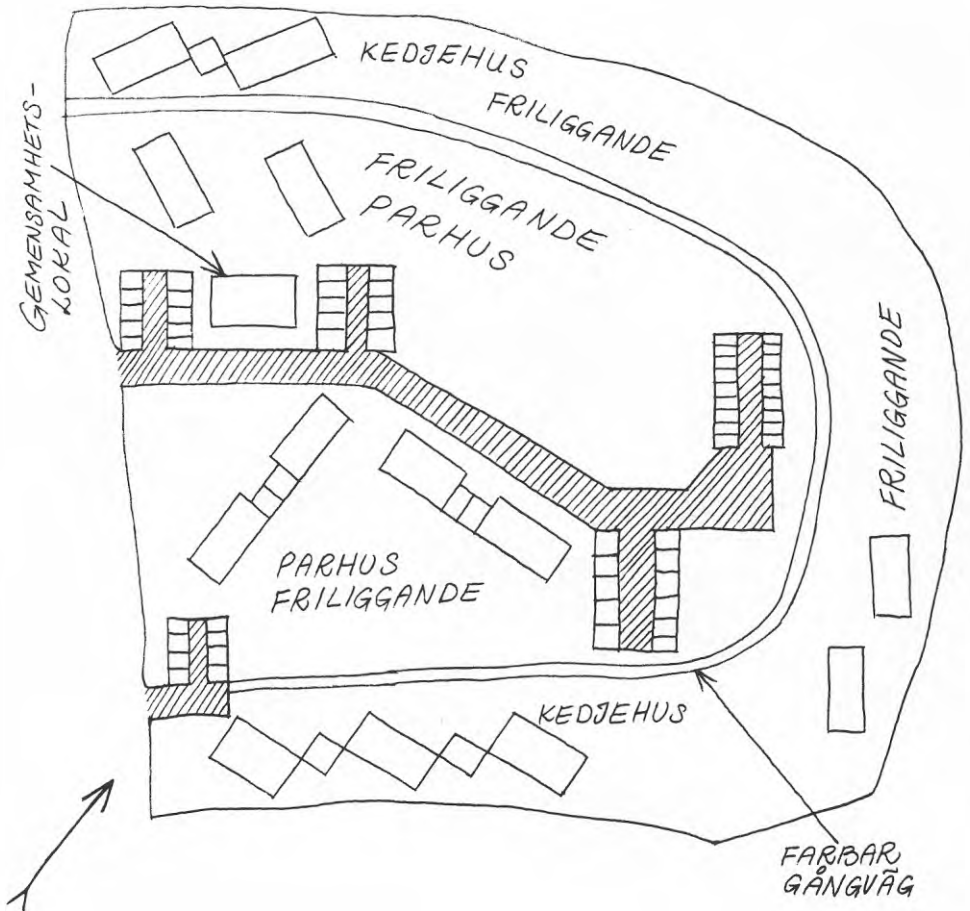 KEDJEHUS
FRILIGGANDE
GEMENSAMHETS-
LOKAL
FRILIGGANDE
PARHUS
FRILIGGANDE
PARHUS
FRILIGGANDE
KEDJEHUS
FARBAR
GÅNGVÄG